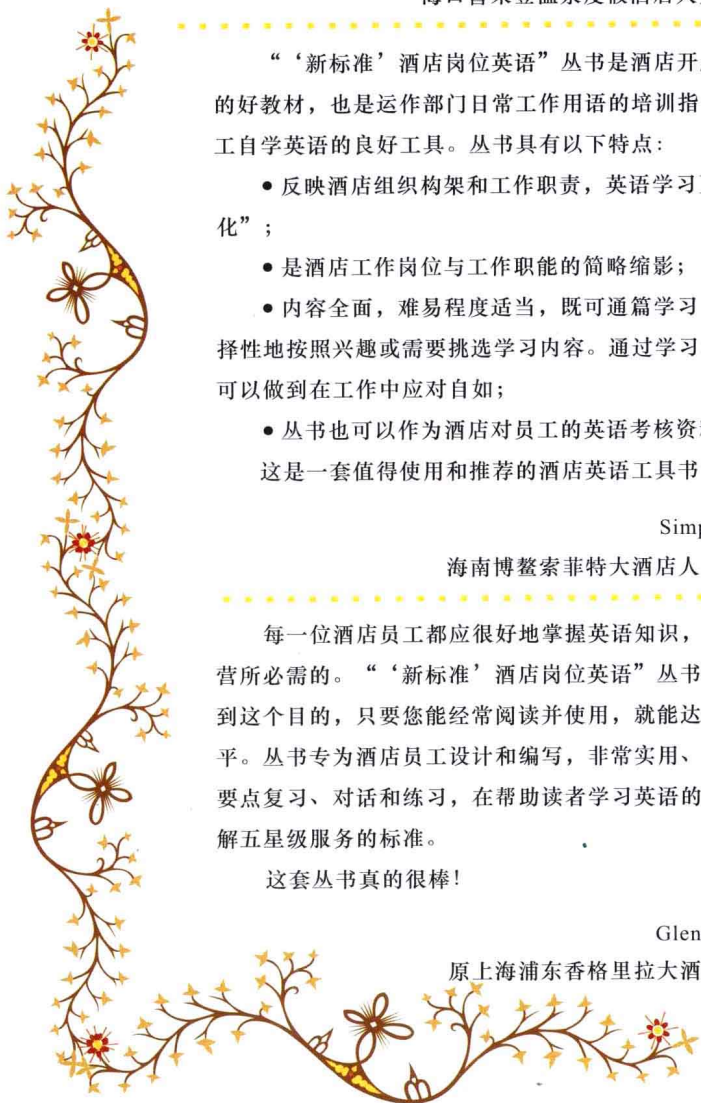 “‘新标准’酒店岗位英语”丛书是酒店开
的好教材，也是运作部门日常工作用语的培训指
工自学英语的良好工具。丛书具有以下特点：
●反映酒店组织构架和工作职责，英语学习
化”；
●是酒店工作岗位与工作职能的简略缩影；
●内容全面，难易程度适当，既可通篇学习
择性地按照兴趣或需要挑选学习内容。通过学习
可以做到在工作中应对自如；
●丛书也可以作为酒店对员工的英语考核资
这是一套值得使用和推荐的酒店英语工具书
Simp
海南博鳌索菲特大酒店人
每一位酒店员工都应很好地掌握英语知识，
营所必需的。“‘新标准’酒店岗位英语”丛书
到这个目的，只要您能经常阅读并使用，就能达
平。丛书专为酒店员工设计和编写，非常实用、
要点复习、对话和练习，在帮助读者学习英语的
解五星级服务的标准。
这套丛书真的很棒！
Glen
原上海浦东香格里拉大酒